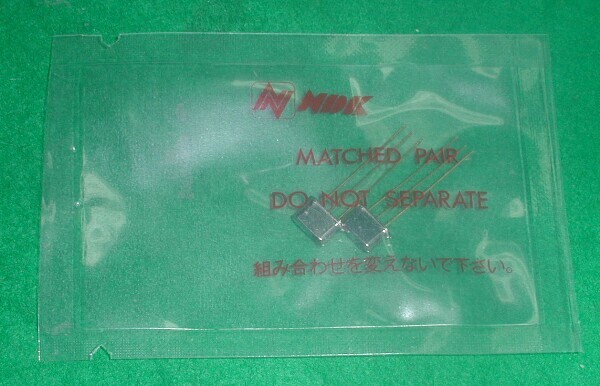 NDK
MATCHED PAIR
DO NOT SEPARATE
組み合わせを変えないで下さい。